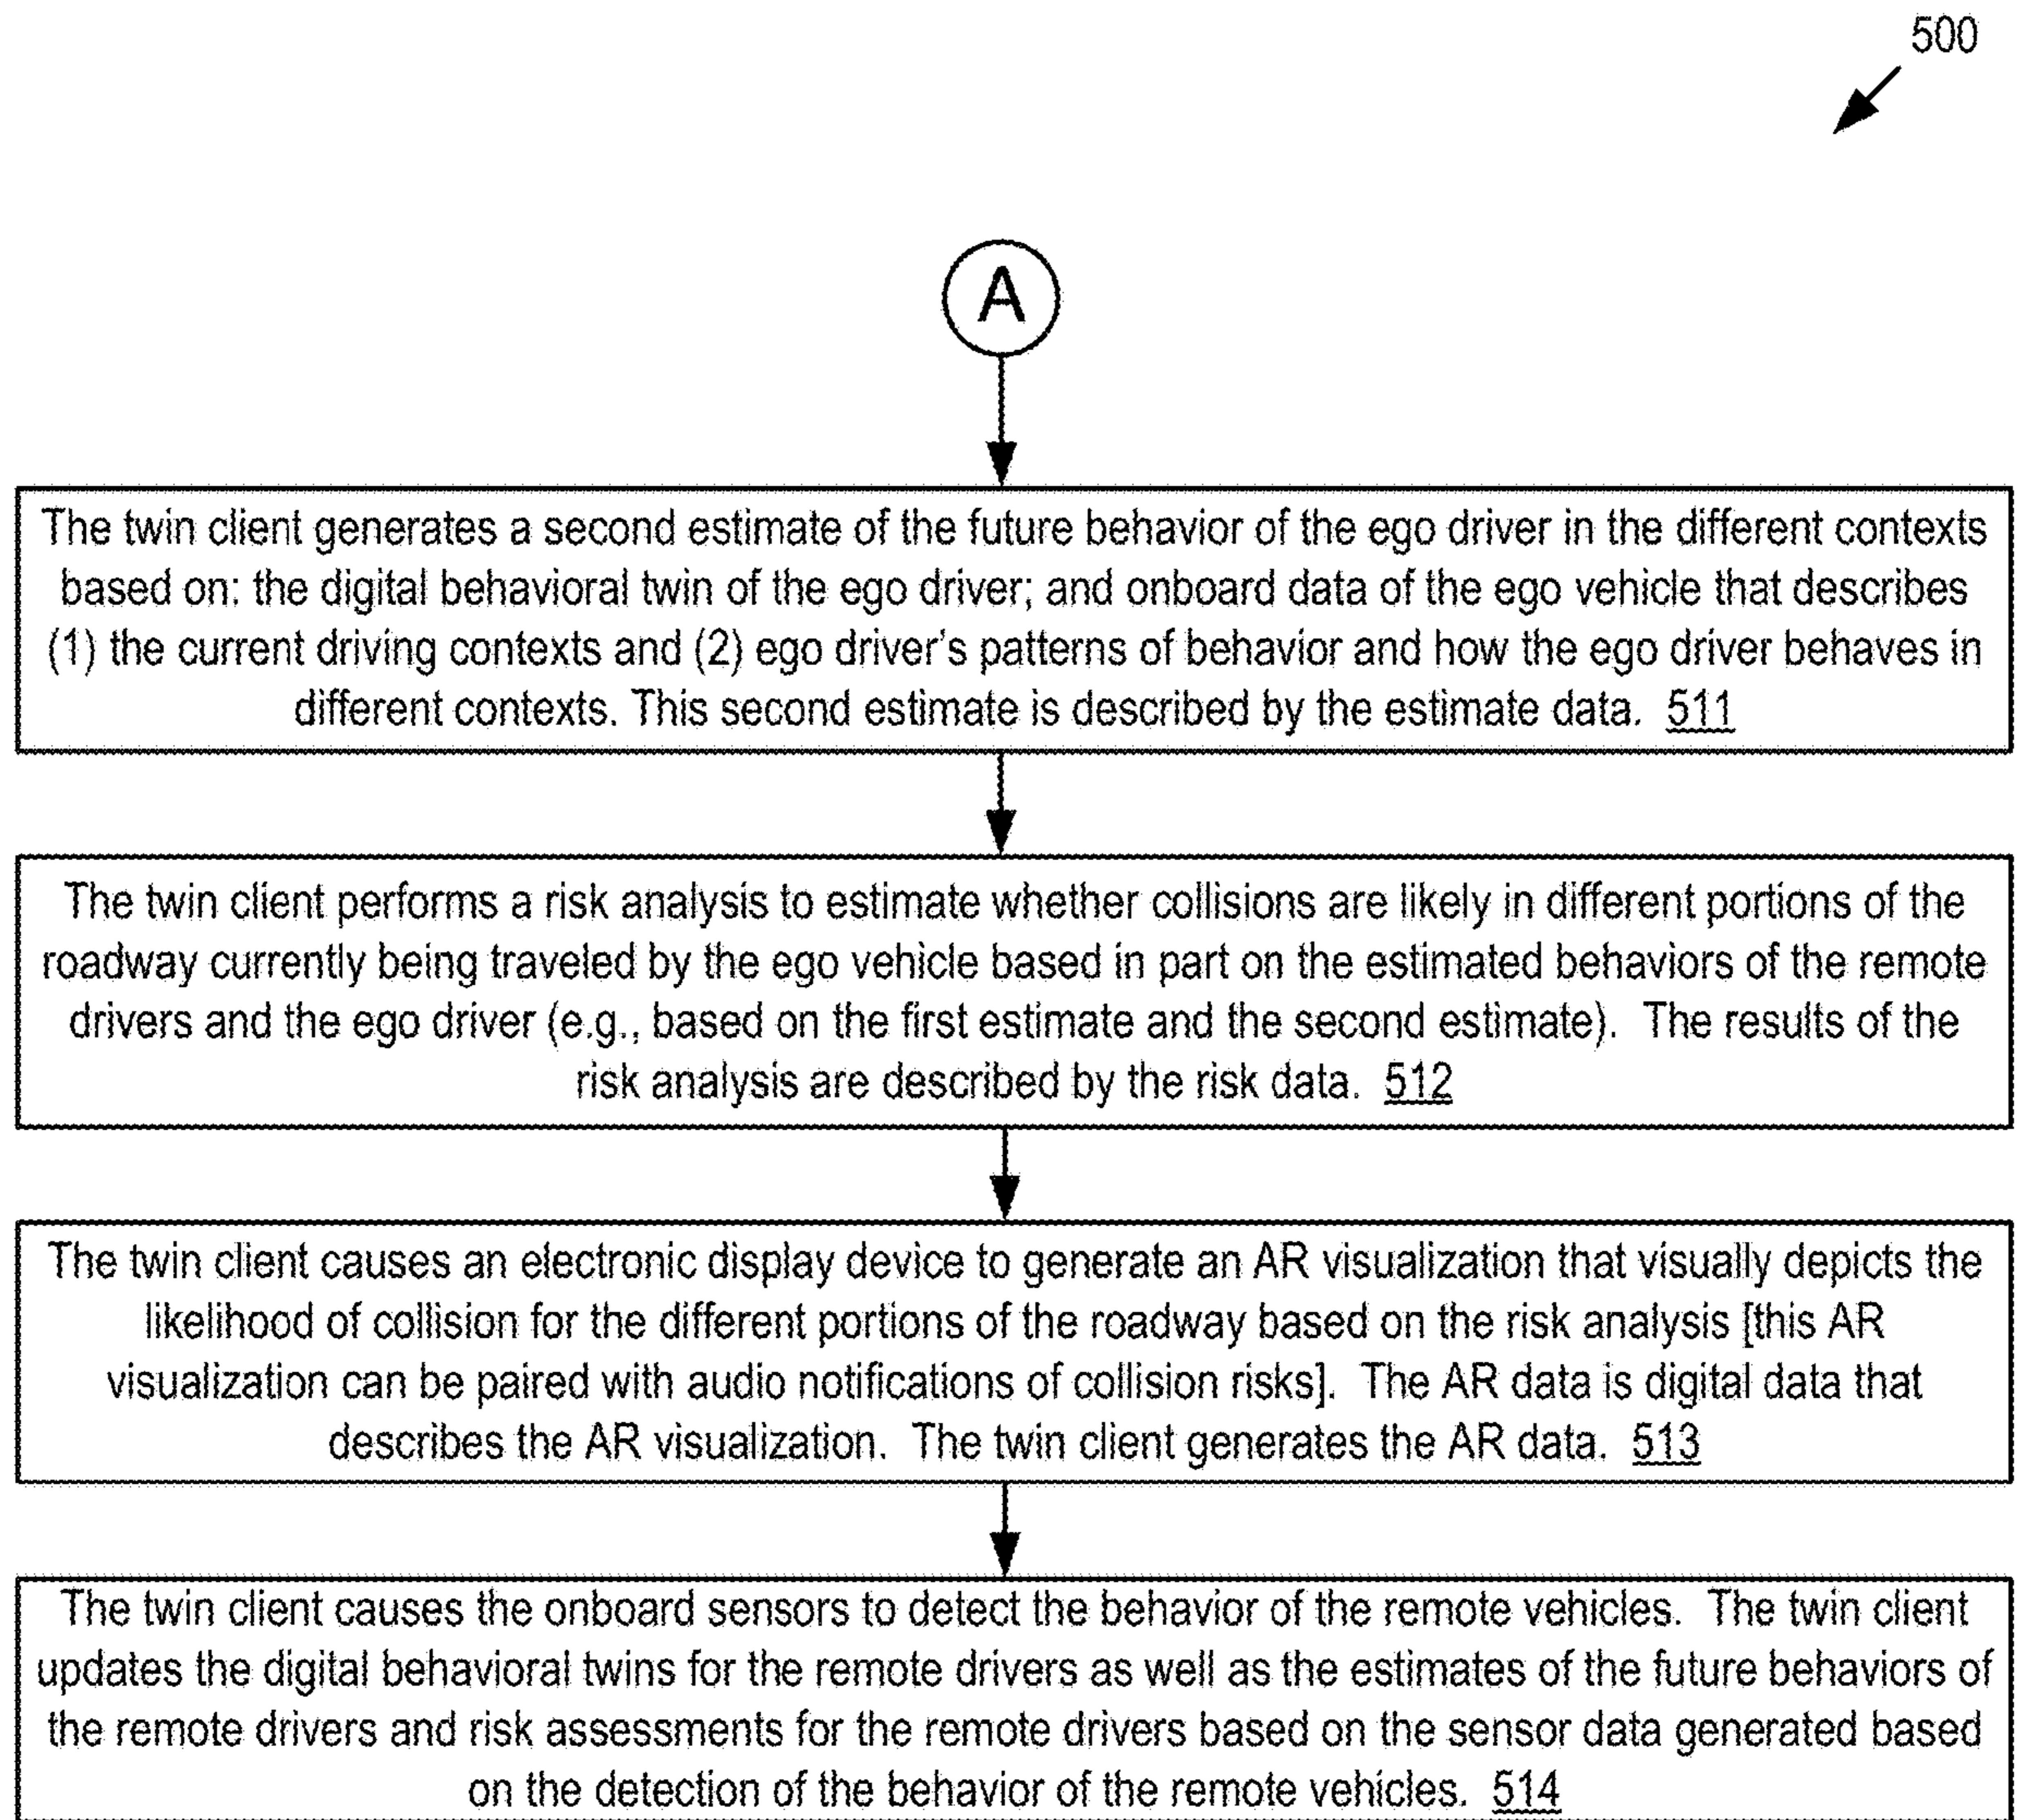 500
A
The twin client generates a second estimate of the future behavior of the ego driver in the different contexts
based on: the digital behavioral twin of the ego driver; and onboard data of the ego vehicle that describes
(1) the current driving contexts and (2) ego driver's patterns of behavior and how the ego driver behaves in
different contexts. This second estimate is described by the estimate data. 511
The twin client performs a risk analysis to estimate whether collisions are likely in different portions of the
roadway currently being traveled by the ego vehicle based in part on the estimated behaviors of the remote
drivers and the ego driver (e.g., based on the first estimate and the second estimate). The results of the
risk analysis are described by the risk data. 512
The twin client causes an electronic display device to generate an AR visualization that visually depicts the
likelihood of collision for the different portions of the roadway based on the risk analysis [this AR
visualization can be paired with audio notifications of collision risks]. The AR data is digital data that
describes the AR visualization. The twin client generates the AR data. 513
The twin client causes the onboard sensors to detect the behavior of the remote vehicles. The twin client
updates the digital behavioral twins for the remote drivers as well as the estimates of the future behaviors of
the remote drivers and risk assessments for the remote drivers based on the sensor data generated based
on the detection of the behavior of the remote vehicles. 514